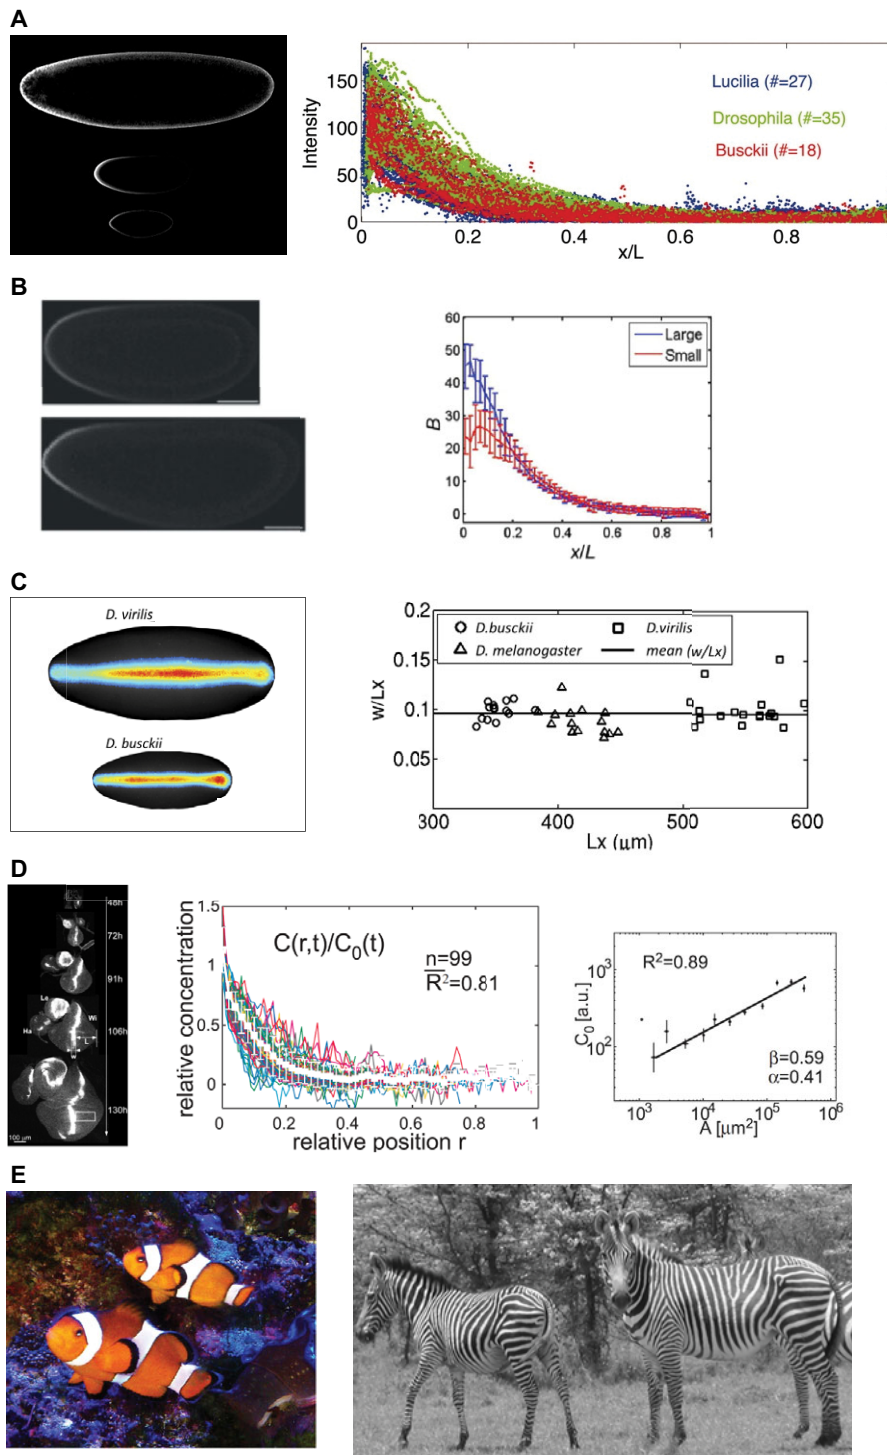 A
Intensity
150
100
50
0
Lucilia (#=27)
Drosophila (#=35)
Busckii (#=18)
0 0.2 0.4 0.6 0.8
x/L
B
B
60
50
40
30
20
10
0
Large
Small
0 0.2 0.4 0.6 0.8 1
x/L
C
D. virilis
D. busckii
w/Lx
0.2
0.15
0.1
0.05
D.busckii D.virilis
D. melanogaster mean (w/Lx)
300 400 500 600
Lx (μm)
D
48h
72h
91h
106h
130h
La
Ha
Wi
L
100 μm
relative concentration
1.5
1
0.5
0
C(r,t)/C₀(t)
n=99
R̅²=0.81
0 0.2 0.4 0.6 0.8 1
relative position r
C₀ [a.u.]
10³
10²
R²=0.89
β=0.59
α=0.41
10³ 10⁴ 10⁵ 10⁶
A [μm²]
E